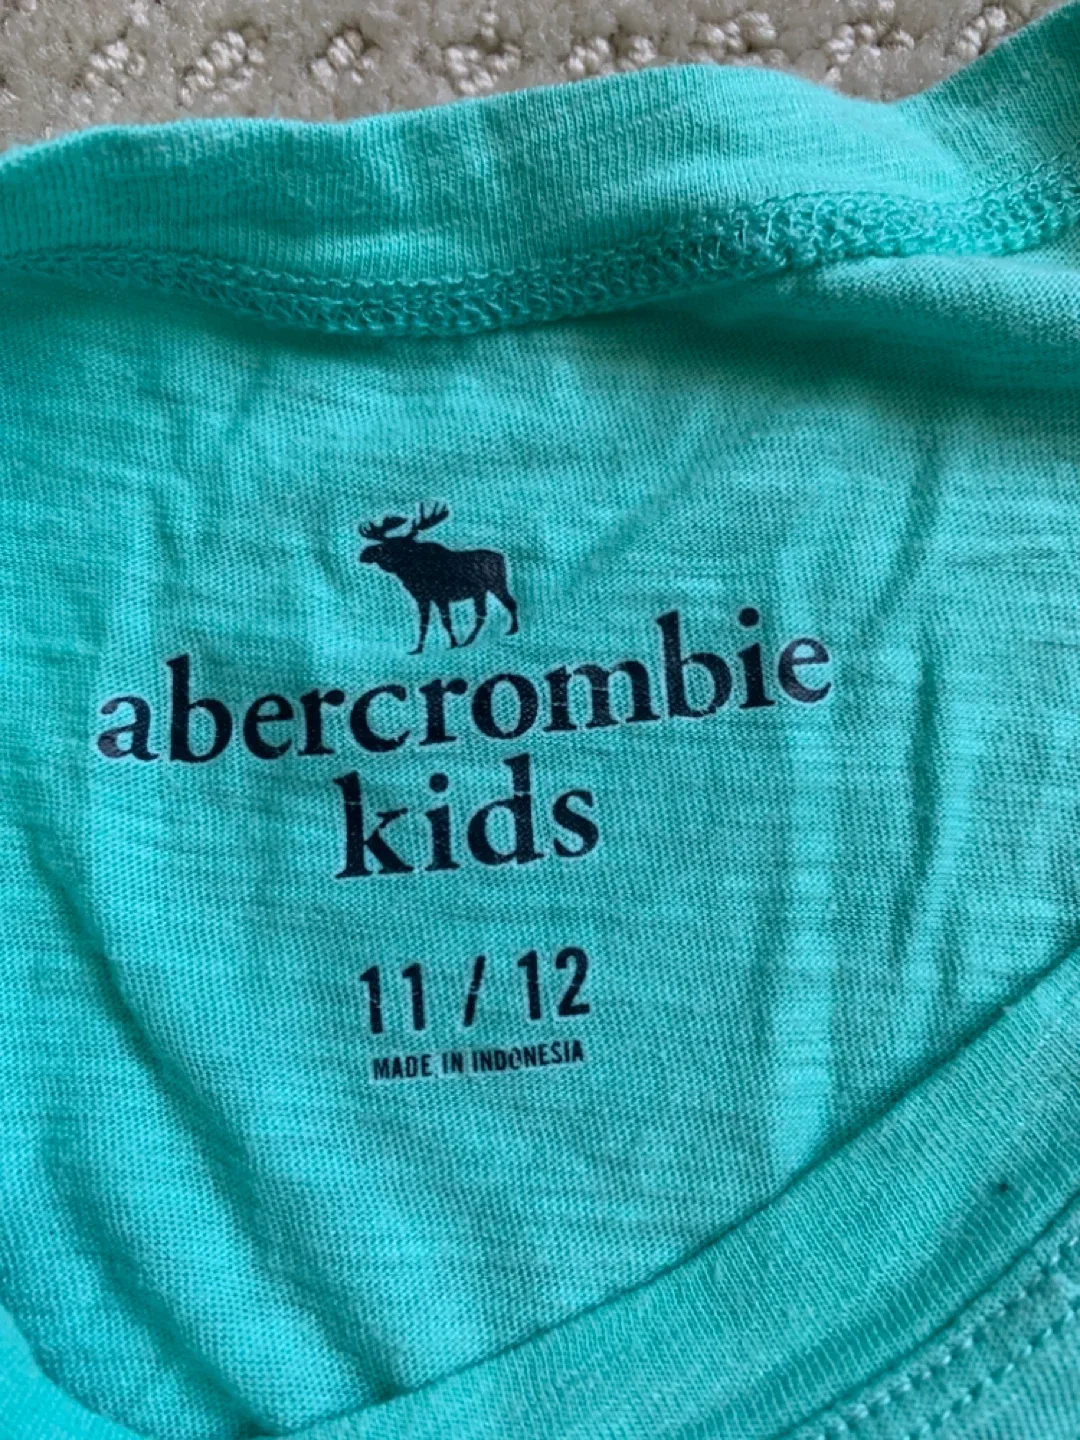 abercrombie
kids
11 / 12
MADE IN INDONESIA